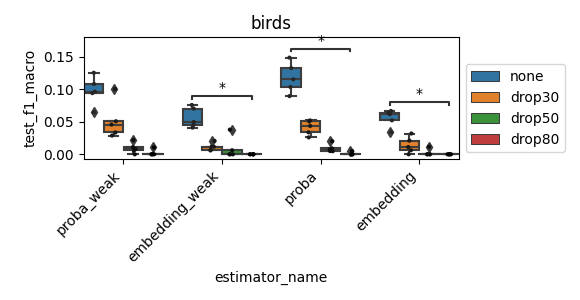 birds
test_f1_macro
0.15
0.10
0.05
0.00
*
*
*
proba_weak
embedding_weak
proba
embedding
estimator_name
none
drop30
drop50
drop80